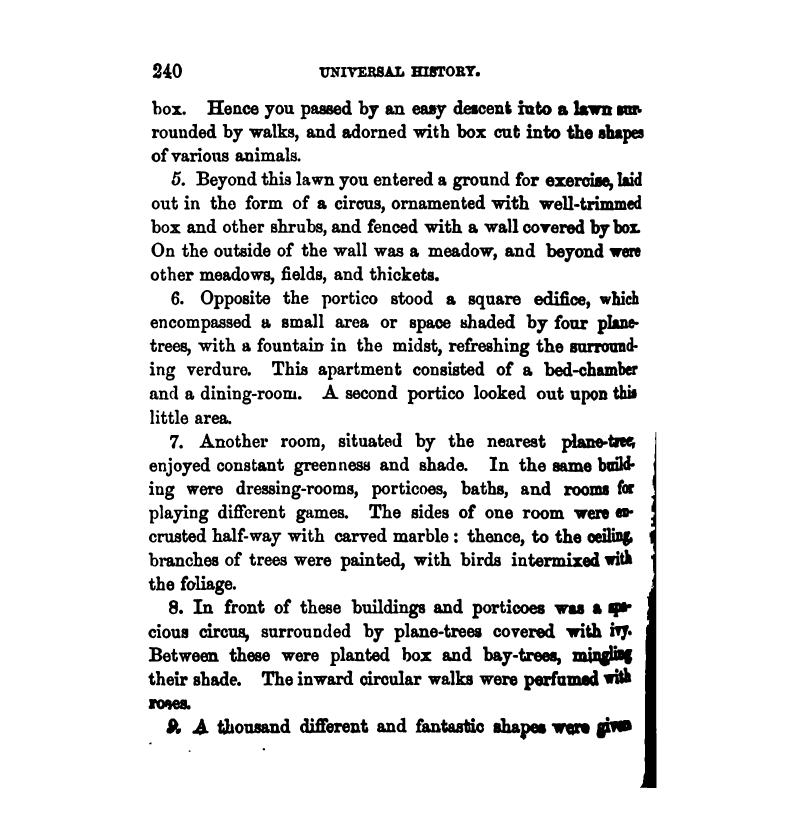 240 UNIVERSAL HISTORY.
box. Hence you passed by an easy descent into a lawn sur-
rounded by walks, and adorned with box cut into the shapes
of various animals.
5. Beyond this lawn you entered a ground for exercise, laid
out in the form of a circus, ornamented with well-trimmed
box and other shrubs, and fenced with a wall covered by box.
On the outside of the wall was a meadow, and beyond were
other meadows, fields, and thickets.
6. Opposite the portico stood a square edifice, which
encompassed a small area or space shaded by four plane-
trees, with a fountain in the midst, refreshing the surround-
ing verdure. This apartment consisted of a bed-chamber
and a dining-room. A second portico looked out upon this
little area.
7. Another room, situated by the nearest plane-tree,
enjoyed constant greenness and shade. In the same build-
ing were dressing-rooms, porticoes, baths, and rooms for
playing different games. The sides of one room were en-
crusted half-way with carved marble : thence, to the ceiling,
branches of trees were painted, with birds intermixed with
the foliage.
8. In front of these buildings and porticoes was a spa-
cious circus, surrounded by plane-trees covered with ivy.
Between these were planted box and bay-trees, mingling
their shade. The inward circular walks were perfumed with
roses.
9. A thousand different and fantastic shapes were given